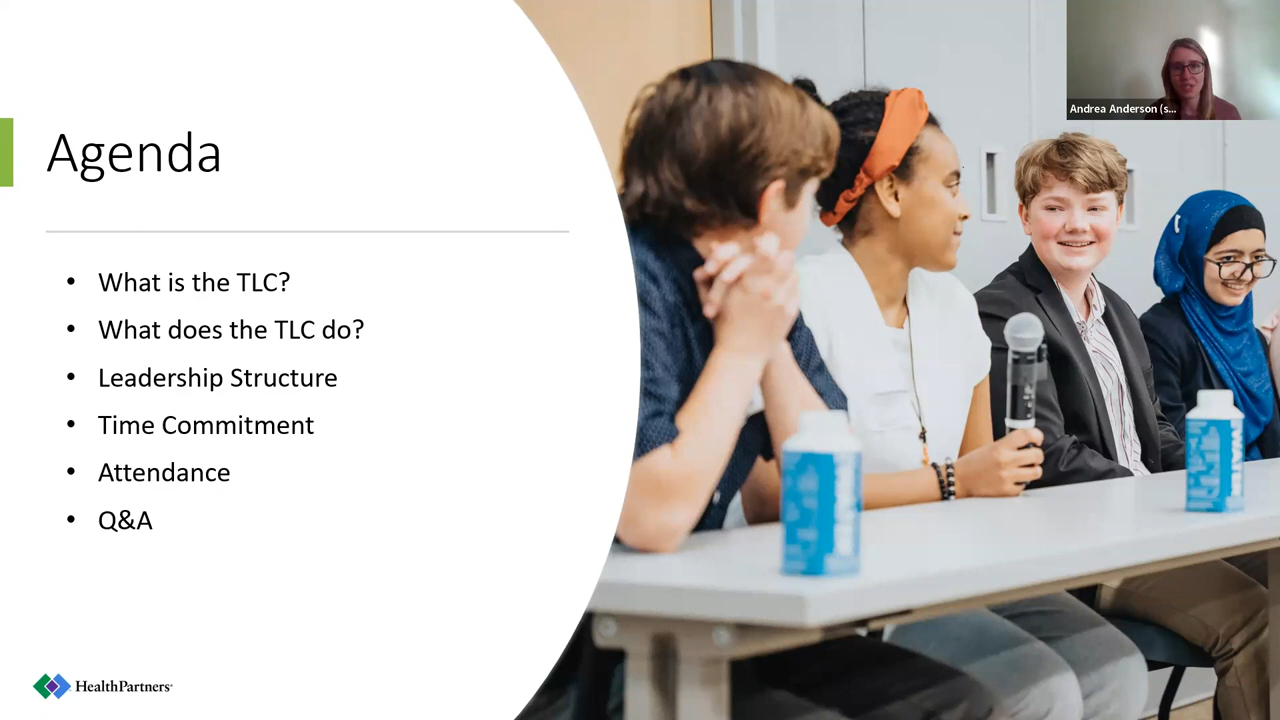 Agenda
• What is the TLC?
• What does the TLC do?
• Leadership Structure
• Time Commitment
• Attendance
• Q&A
HealthPartners®
Andrea Anderson (s...